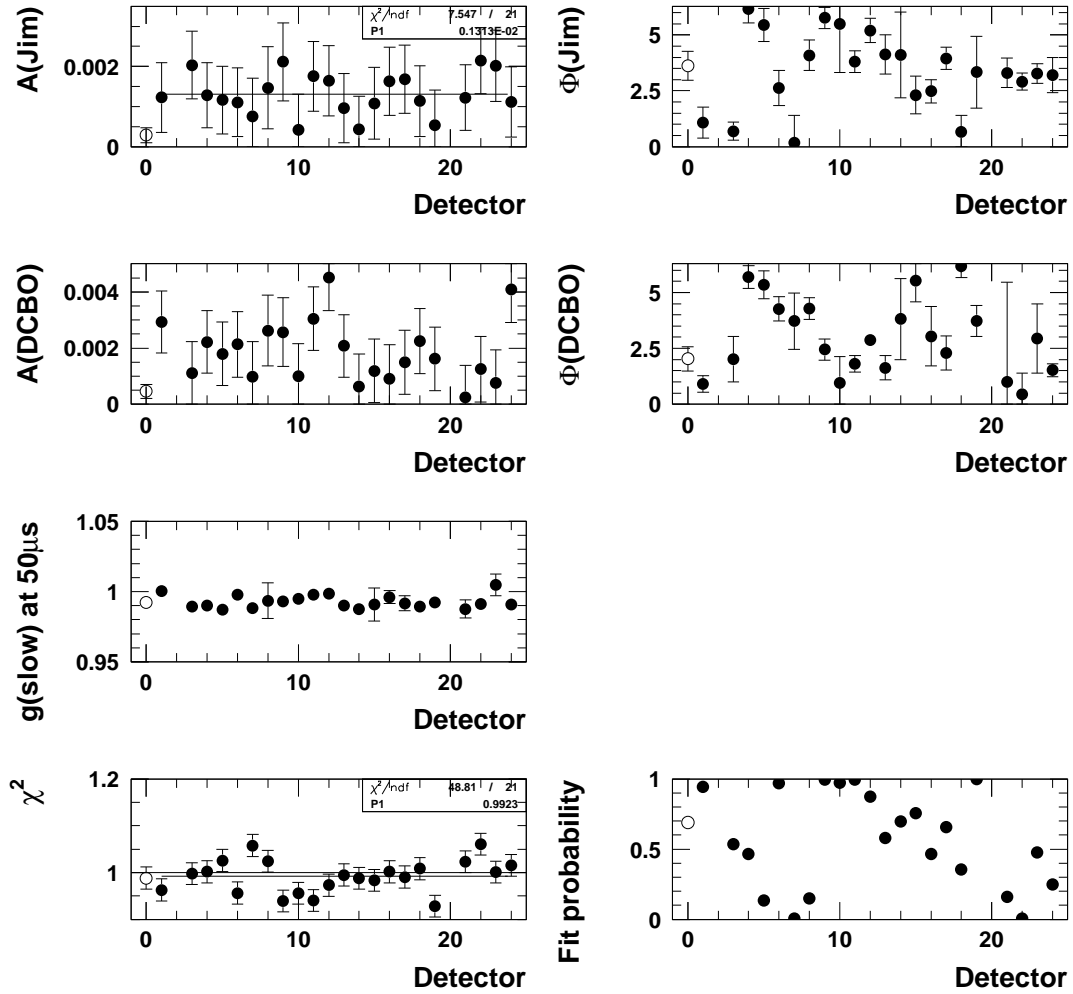 A(Jim)
χ²/ndf 7.547 / 21
P1 0.1313E-02
0.002
0
0 10 20
Detector
Φ(Jim)
5
2.5
0
0 10 20
Detector
A(DCBO)
0.004
0.002
0
0 10 20
Detector
Φ(DCBO)
5
2.5
0
0 10 20
Detector
g(slow) at 50μs
1.05
1
0.95
0 10 20
Detector
χ²
1.2
χ²/ndf 48.81 / 21
P1 0.9923
1
0 10 20
Detector
Fit probability
1
0.5
0
0 10 20
Detector